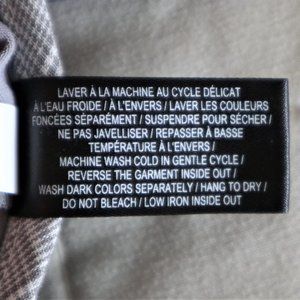 LAVER À LA MACHINE AU CYCLE DÉLICAT
À L'EAU FROIDE / À L'ENVERS / LAVER LES COULEURS
FONCÉES SÉPARÉMENT / SUSPENDRE POUR SÉCHER /
NE PAS JAVELLISER / REPASSER À BASSE
TEMPÉRATURE À L'ENVERS /
MACHINE WASH COLD IN GENTLE CYCLE /
REVERSE THE GARMENT INSIDE OUT /
WASH DARK COLORS SEPARATELY / HANG TO DRY /
DO NOT BLEACH / LOW IRON INSIDE OUT